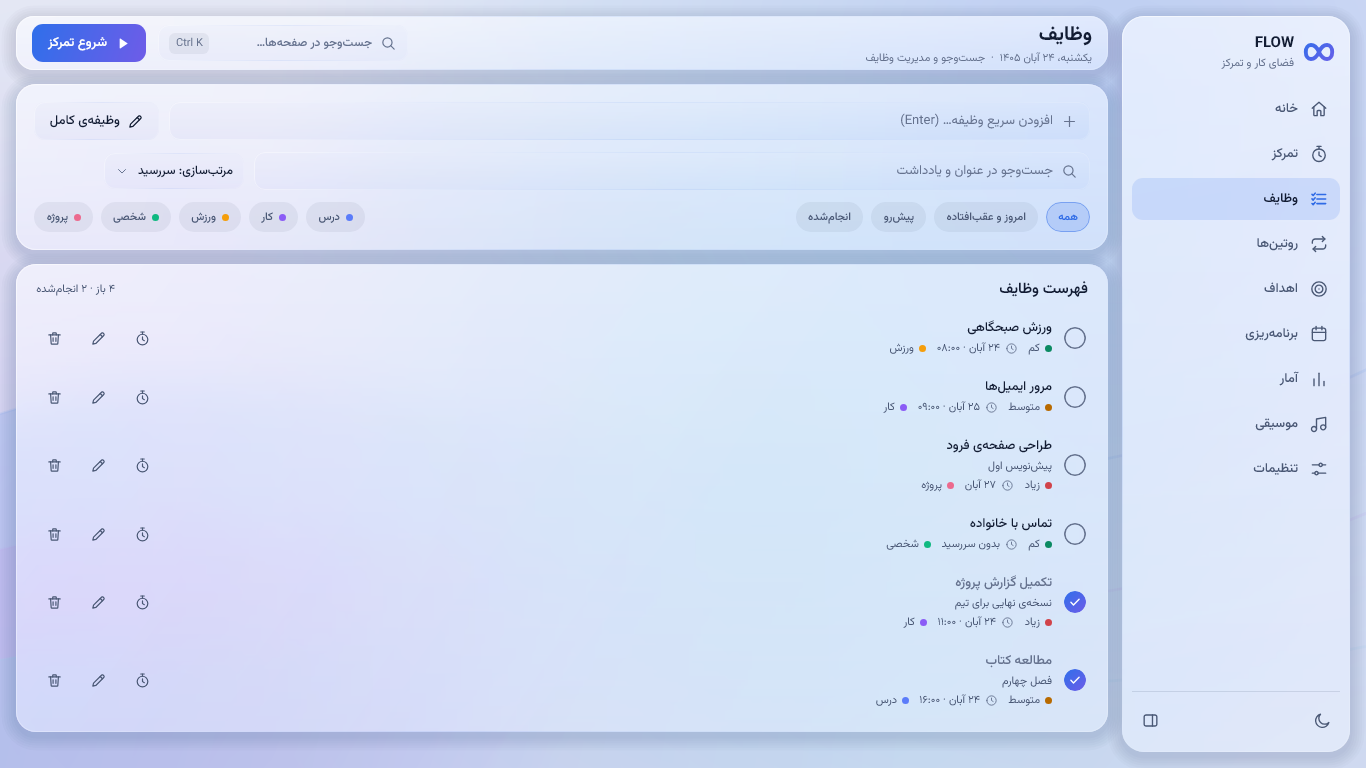 FLOW
فضای کار و تمرکز
خانه
تمرکز
وظایف
روتین‌ها
اهداف
برنامه‌ریزی
آمار
موسیقی
تنظیمات
وظایف
یکشنبه، ۲۴ آبان ۱۴۰۵ · جست‌وجو و مدیریت وظایف
جست‌وجو در صفحه‌ها… Ctrl K
شروع تمرکز
افزودن سریع وظیفه… (Enter)
وظیفه‌ی کامل
جست‌وجو در عنوان و یادداشت
مرتب‌سازی: سررسید
همه امروز و عقب‌افتاده پیش‌رو انجام‌شده
درس کار ورزش شخصی پروژه
فهرست وظایف
۴ باز · ۲ انجام‌شده
ورزش صبحگاهی
کم ۲۴ آبان · ۰۸:۰۰ ورزش
مرور ایمیل‌ها
متوسط ۲۵ آبان · ۰۹:۰۰ کار
طراحی صفحه‌ی فرود
پیش‌نویس اول
زیاد ۲۷ آبان پروژه
تماس با خانواده
کم بدون سررسید شخصی
تکمیل گزارش پروژه
نسخه‌ی نهایی برای تیم
زیاد ۲۴ آبان · ۱۱:۰۰ کار
مطالعه کتاب
فصل چهارم
متوسط ۲۴ آبان · ۱۶:۰۰ درس